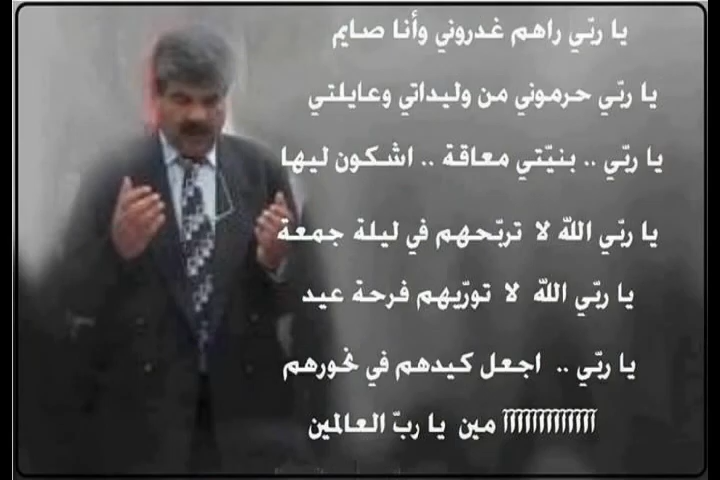 يا ربّي راهم غدروني وأنا صايم
يا ربّي حرموني من وليداتي وعايلتي
يا ربّي .. بنيّتي معاقة .. اشكون ليها
يا ربّي الله لا تربّحهم في ليلة جمعة
يا ربّي الله لا تورّيهم فرحة عيد
يا ربّي .. اجعل كيدهم في نحورهم
آآآآآآآآآآآآآ مين يا ربّ العالمين